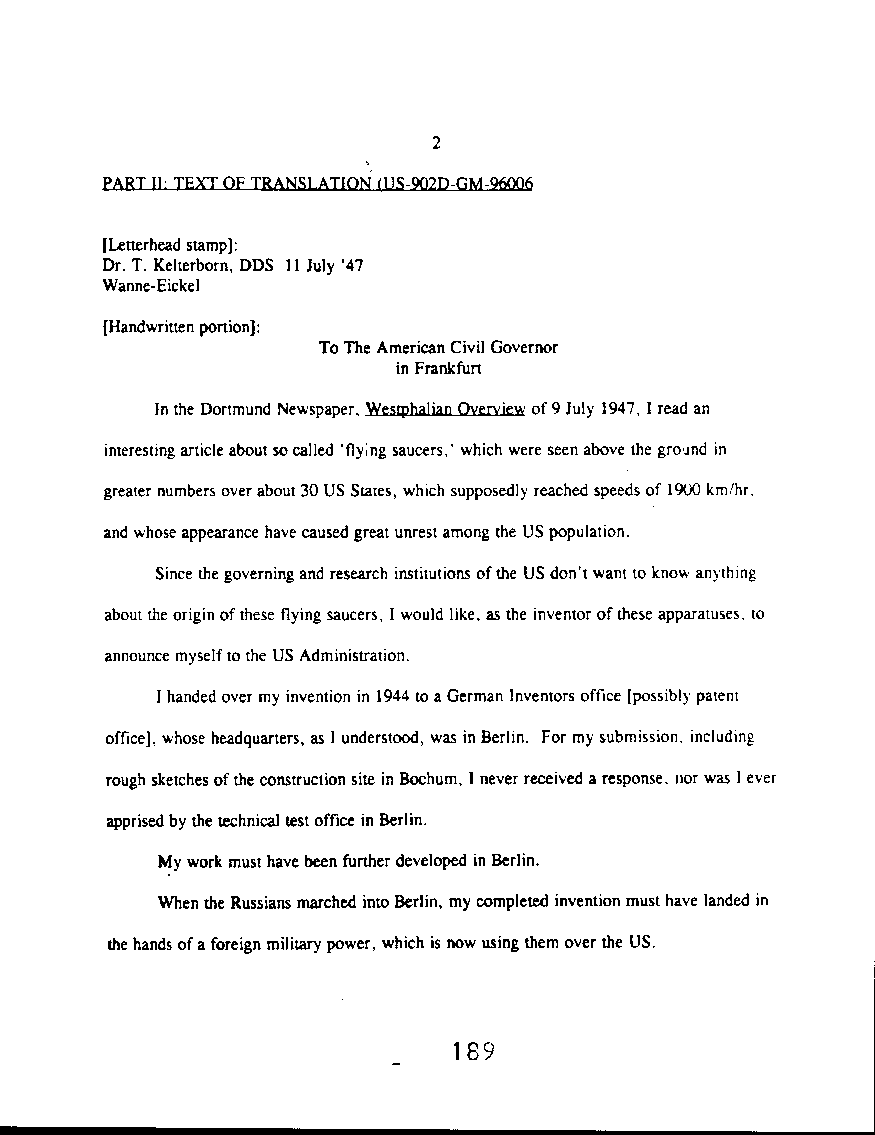 2
PART II: TEXT OF TRANSLATION (US-902D-GM-96006
[Letterhead stamp]:
Dr. T. Kelterborn, DDS 11 July '47
Wanne-Eickel
[Handwritten portion]:
To The American Civil Governor
in Frankfurt
In the Dortmund Newspaper, Westphalian Overview of 9 July 1947, I read an
interesting article about so called 'flying saucers,' which were seen above the ground in
greater numbers over about 30 US States, which supposedly reached speeds of 1900 km/hr,
and whose appearance have caused great unrest among the US population.
Since the governing and research institutions of the US don't want to know anything
about the origin of these flying saucers, I would like, as the inventor of these apparatuses, to
announce myself to the US Administration.
I handed over my invention in 1944 to a German Inventors office [possibly patent
office], whose headquarters, as I understood, was in Berlin. For my submission, including
rough sketches of the construction site in Bochum, I never received a response, nor was I ever
apprised by the technical test office in Berlin.
My work must have been further developed in Berlin.
When the Russians marched into Berlin, my completed invention must have landed in
the hands of a foreign military power, which is now using them over the US.
189